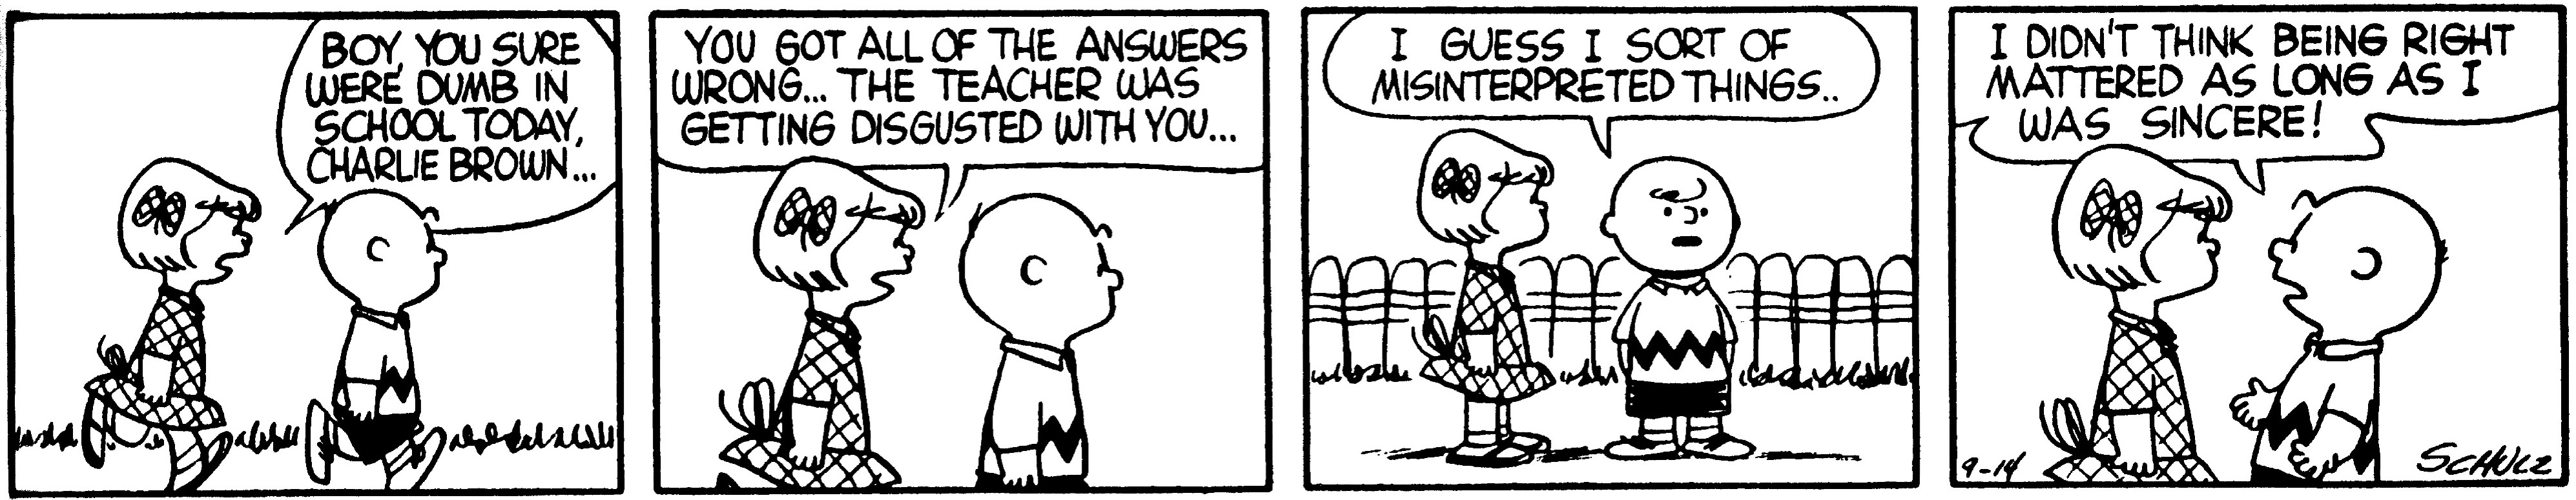 BOY, YOU SURE
WERE DUMB IN
SCHOOL TODAY,
CHARLIE BROWN...
YOU GOT ALL OF THE ANSWERS
WRONG... THE TEACHER WAS
GETTING DISGUSTED WITH YOU...
I GUESS I SORT OF
MISINTERPRETED THINGS..
I DIDN'T THINK BEING RIGHT
MATTERED AS LONG AS I
WAS SINCERE!
9-14
SCHULZ